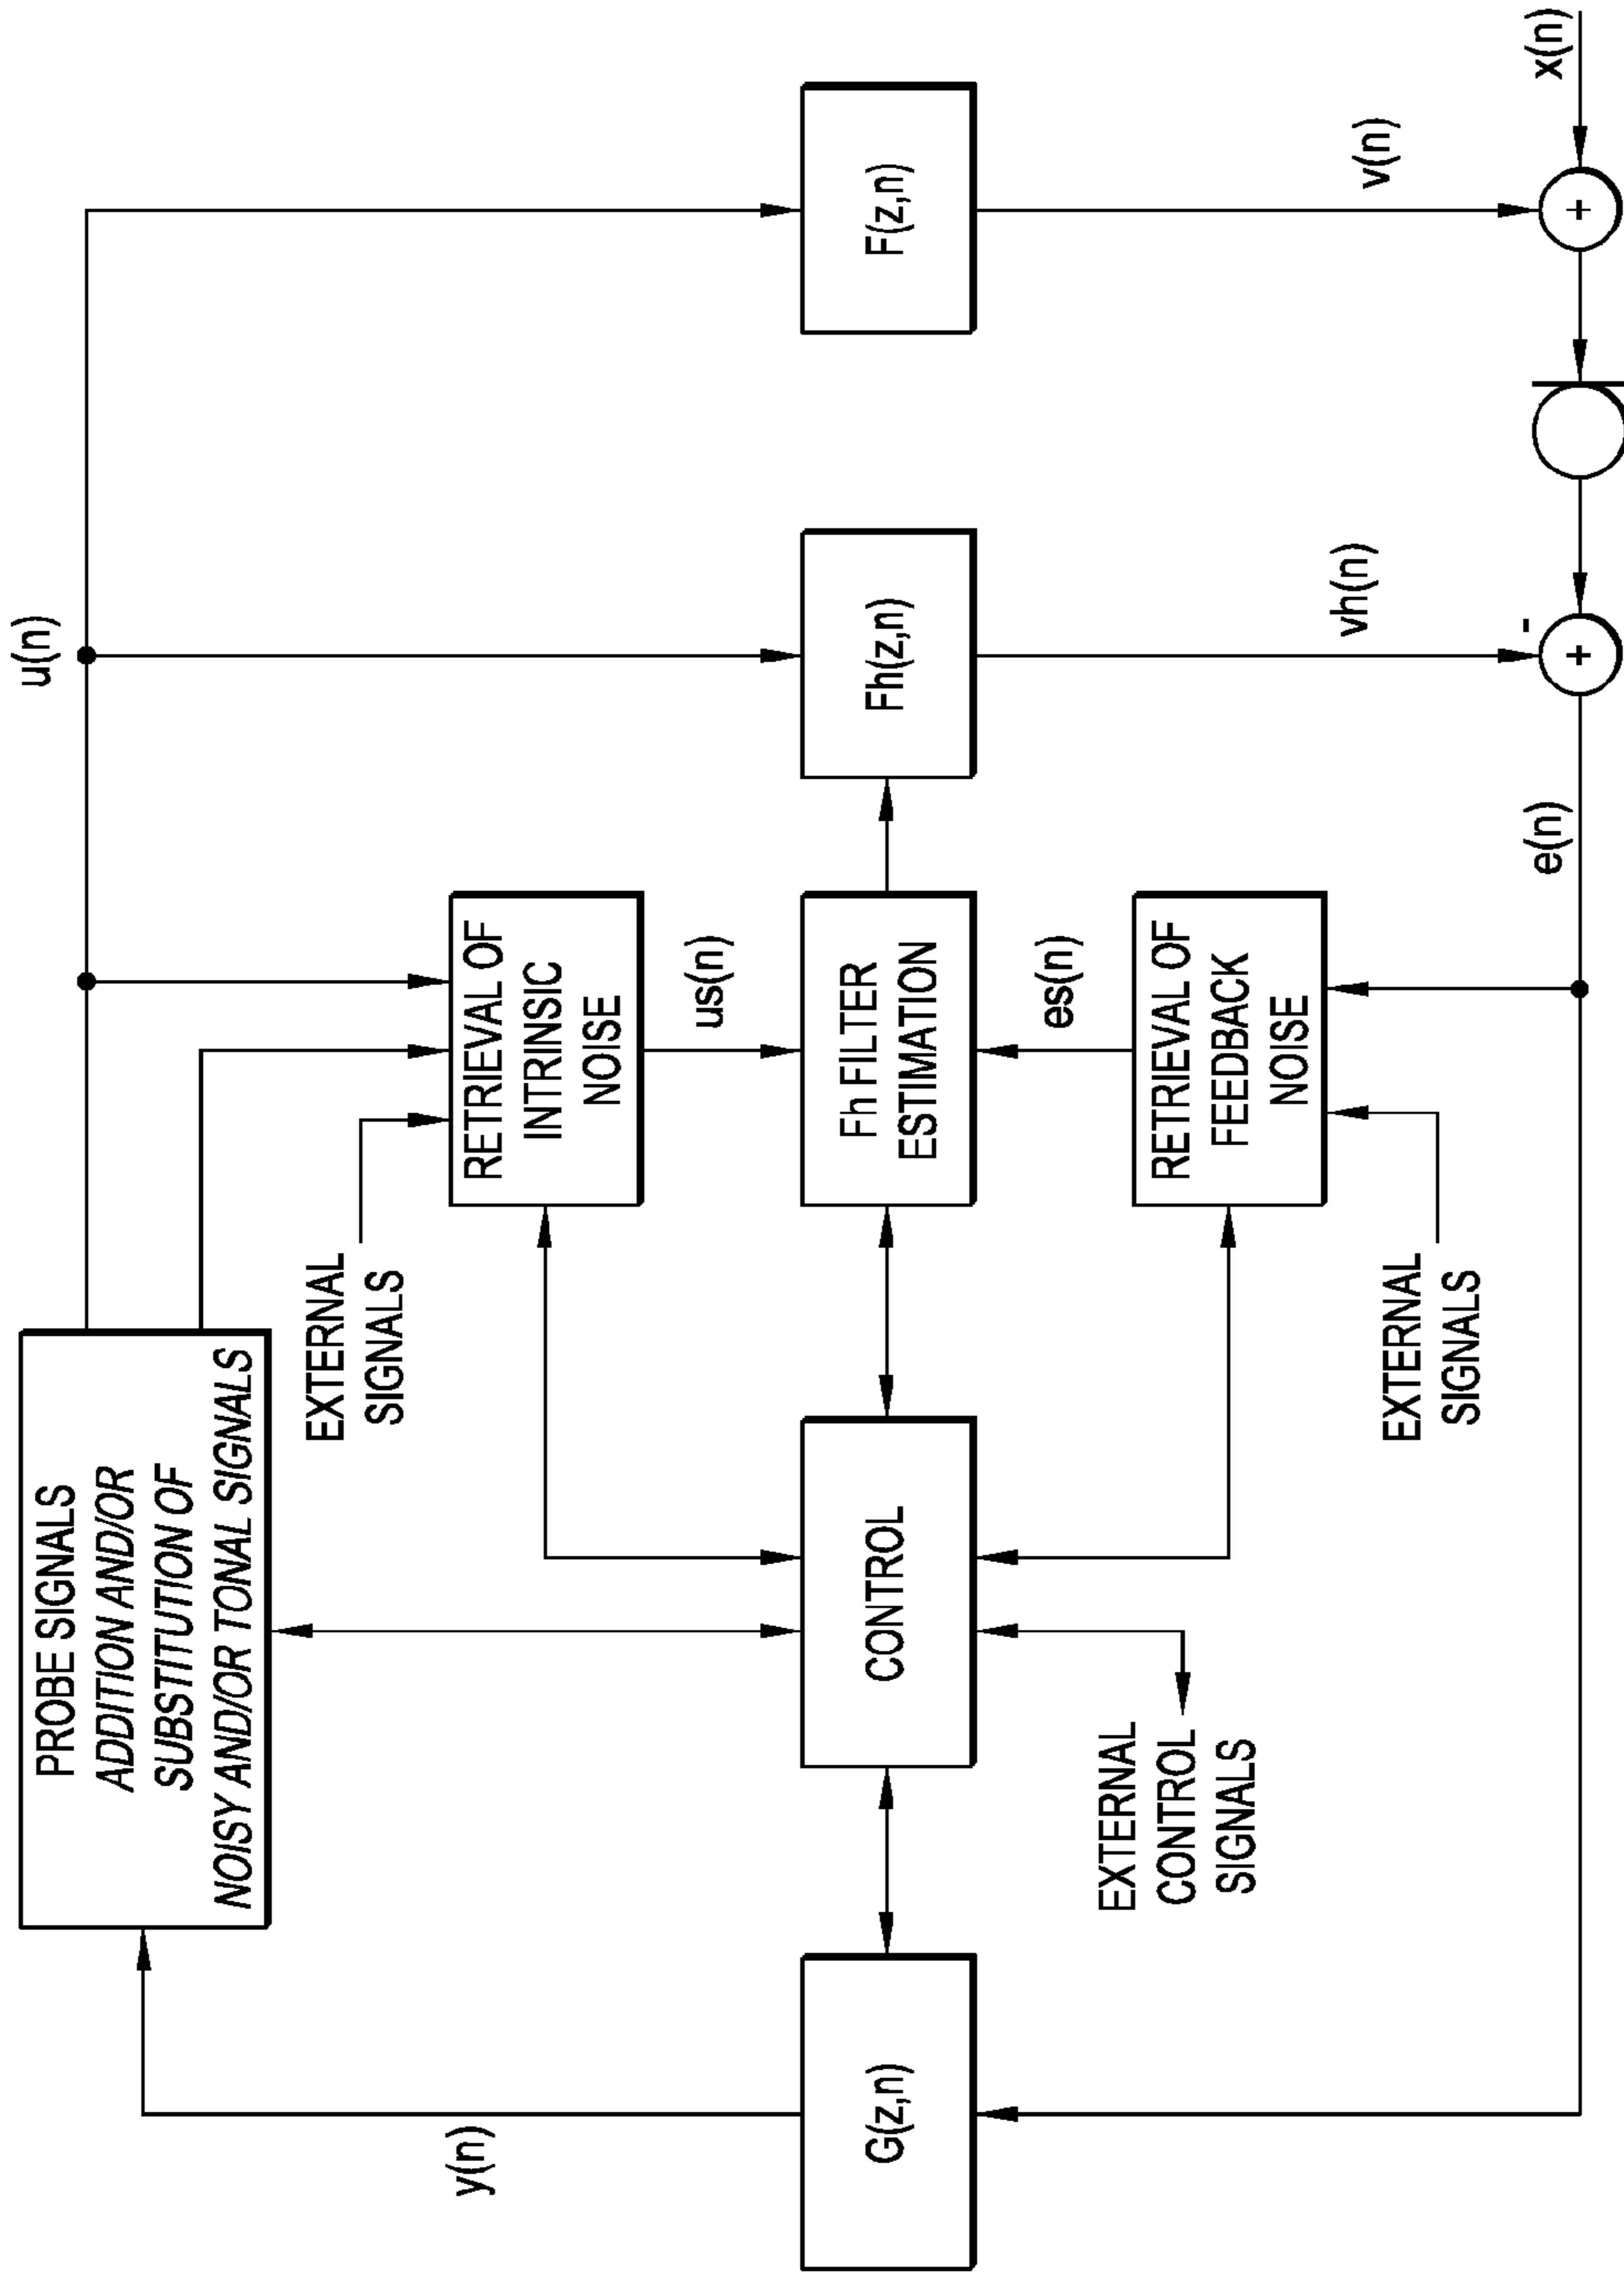 PROBE SIGNALS
ADDITION AND/OR
SUBSTITUTION OF
NOISY AND/OR TONAL SIGNALS
u(n)
y(n)
EXTERNAL
SIGNALS
RETRIEVAL OF
INTRINSIC
NOISE
us(n)
G(z,n)
CONTROL
Fh FILTER
ESTIMATION
Fh(z,n)
F(z,n)
EXTERNAL
CONTROL
SIGNALS
es(n)
RETRIEVAL OF
FEEDBACK
NOISE
vh(n)
v(n)
EXTERNAL
SIGNALS
e(n)
-
+
+
x(n)